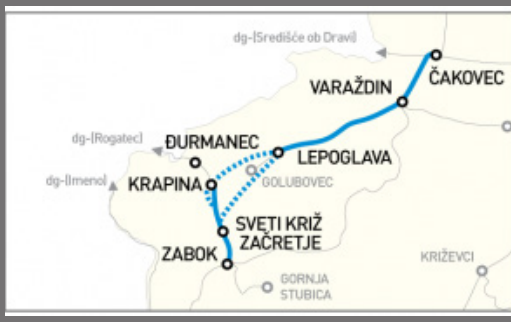 dg-(Središće ob Dravi)
ČAKOVEC
VARAŽDIN
dg-(Rogatec)
ĐURMANEC
LEPOGLAVA
dg-(Imeno)
KRAPINA
GOLUBOVEC
SVETI KRIŽ
ZAČRETJE
ZABOK
KRIŽEVCI
GORNJA
STUBICA